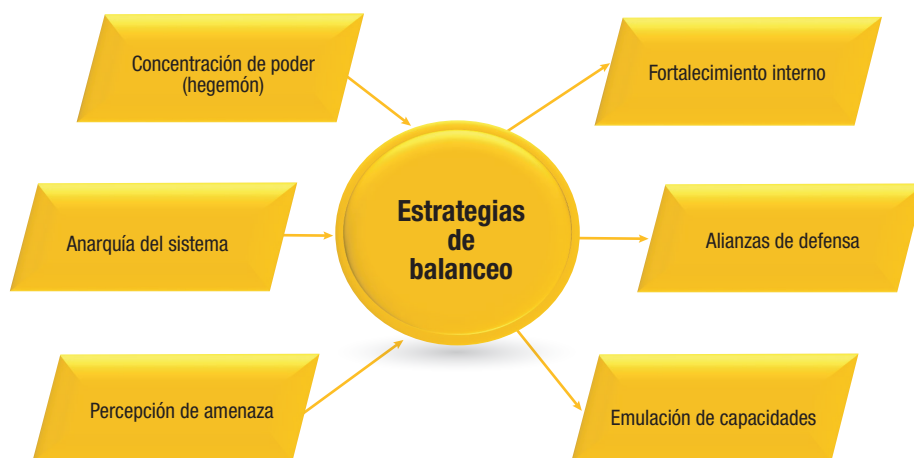 Concentración de poder
(hegemón)
Fortalecimiento interno
Estrategias
de
balanceo
Anarquía del sistema
Alianzas de defensa
Percepción de amenaza
Emulación de capacidades